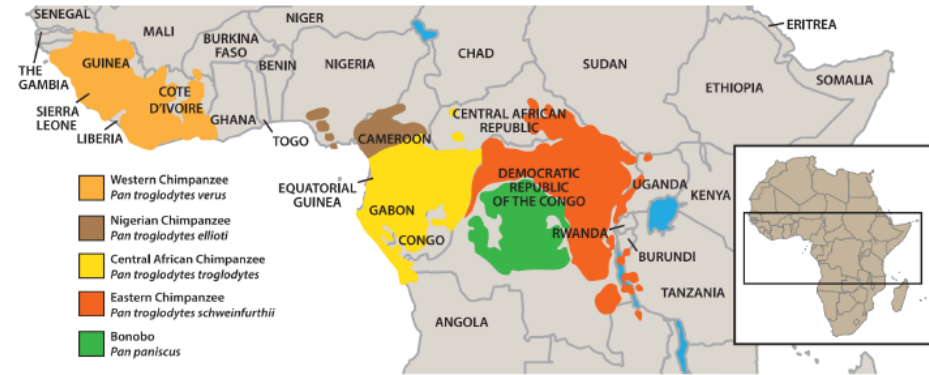 SENEGAL
MALI
NIGER
ERITREA
THE
GAMBIA
GUINEA
BURKINA
FASO
BENIN
NIGERIA
CHAD
SUDAN
ETHIOPIA
SOMALIA
SIERRA
LEONE
LIBERIA
COTE
D'IVOIRE
GHANA
TOGO
CAMEROON
CENTRAL AFRICAN
REPUBLIC
EQUATORIAL
GUINEA
GABON
CONGO
DEMOCRATIC
REPUBLIC
OF THE CONGO
UGANDA
KENYA
RWANDA
BURUNDI
TANZANIA
ANGOLA
Western Chimpanzee
Pan troglodytes verus
Nigerian Chimpanzee
Pan troglodytes ellioti
Central African Chimpanzee
Pan troglodytes troglodytes
Eastern Chimpanzee
Pan troglodytes schweinfurthii
Bonobo
Pan paniscus